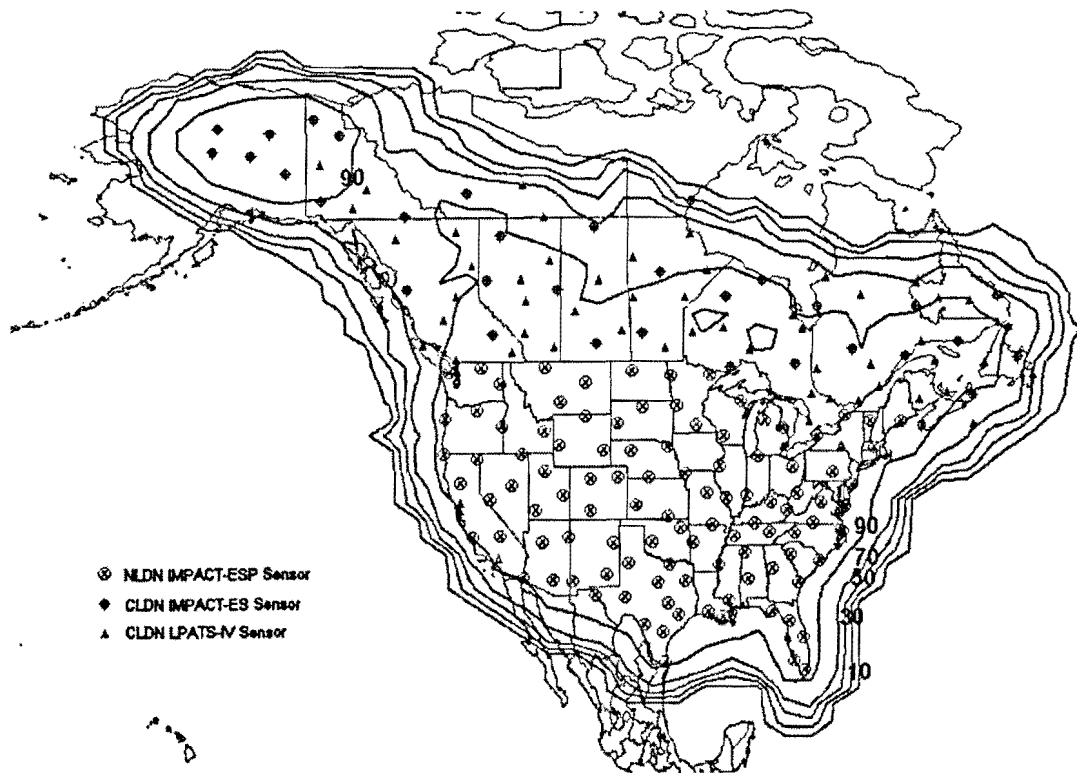 90
90
70
50
30
10
NLDN IMPACT-ESP Sensor
CLDN IMPACT-ES Sensor
CLDN LPATS-IV Sensor